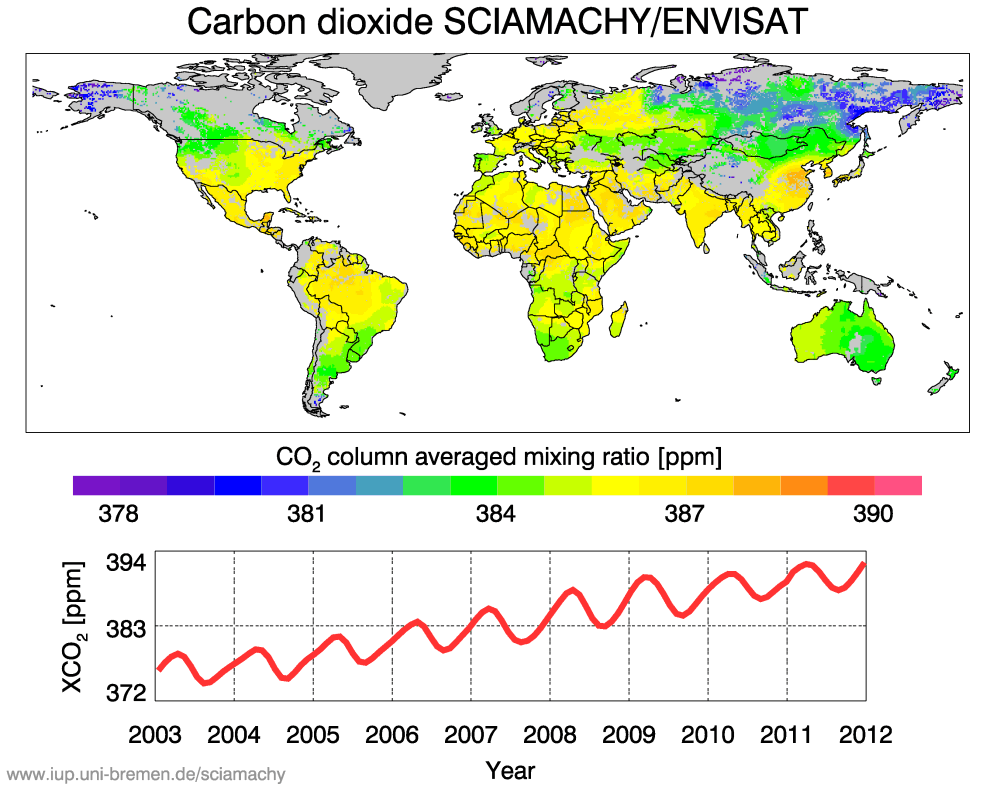 Carbon dioxide SCIAMACHY/ENVISAT
CO2 column averaged mixing ratio [ppm]
378 381 384 387 390
XCO2 [ppm]
394
383
372
2003 2004 2005 2006 2007 2008 2009 2010 2011 2012
Year
www.iup.uni-bremen.de/sciamachy